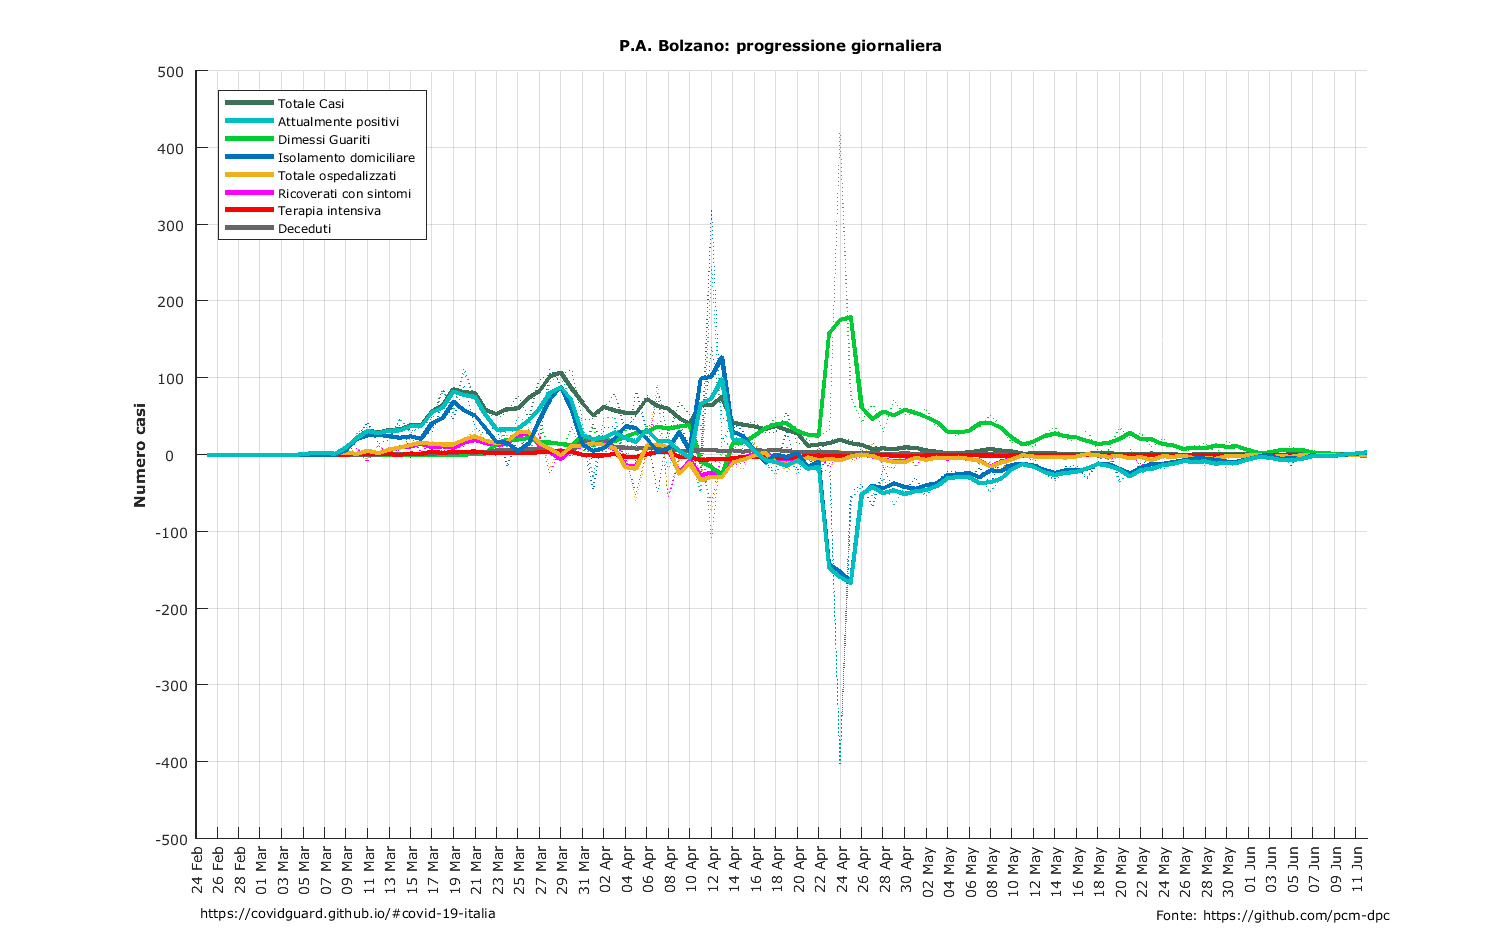 P.A. Bolzano: progressione giornaliera
500
400
300
200
100
0
-100
-200
-300
-400
-500
Numero casi
Totale Casi
Attualmente positivi
Dimessi Guariti
Isolamento domiciliare
Totale ospedalizzati
Ricoverati con sintomi
Terapia intensiva
Deceduti
24 Feb
26 Feb
28 Feb
01 Mar
03 Mar
05 Mar
07 Mar
09 Mar
11 Mar
13 Mar
15 Mar
17 Mar
19 Mar
21 Mar
23 Mar
25 Mar
27 Mar
29 Mar
31 Mar
02 Apr
04 Apr
06 Apr
08 Apr
10 Apr
12 Apr
14 Apr
16 Apr
18 Apr
20 Apr
22 Apr
24 Apr
26 Apr
28 Apr
30 Apr
02 May
04 May
06 May
08 May
10 May
12 May
14 May
16 May
18 May
20 May
22 May
24 May
26 May
28 May
30 May
01 Jun
03 Jun
05 Jun
07 Jun
09 Jun
11 Jun
https://covidguard.github.io/#covid-19-italia
Fonte: https://github.com/pcm-dpc